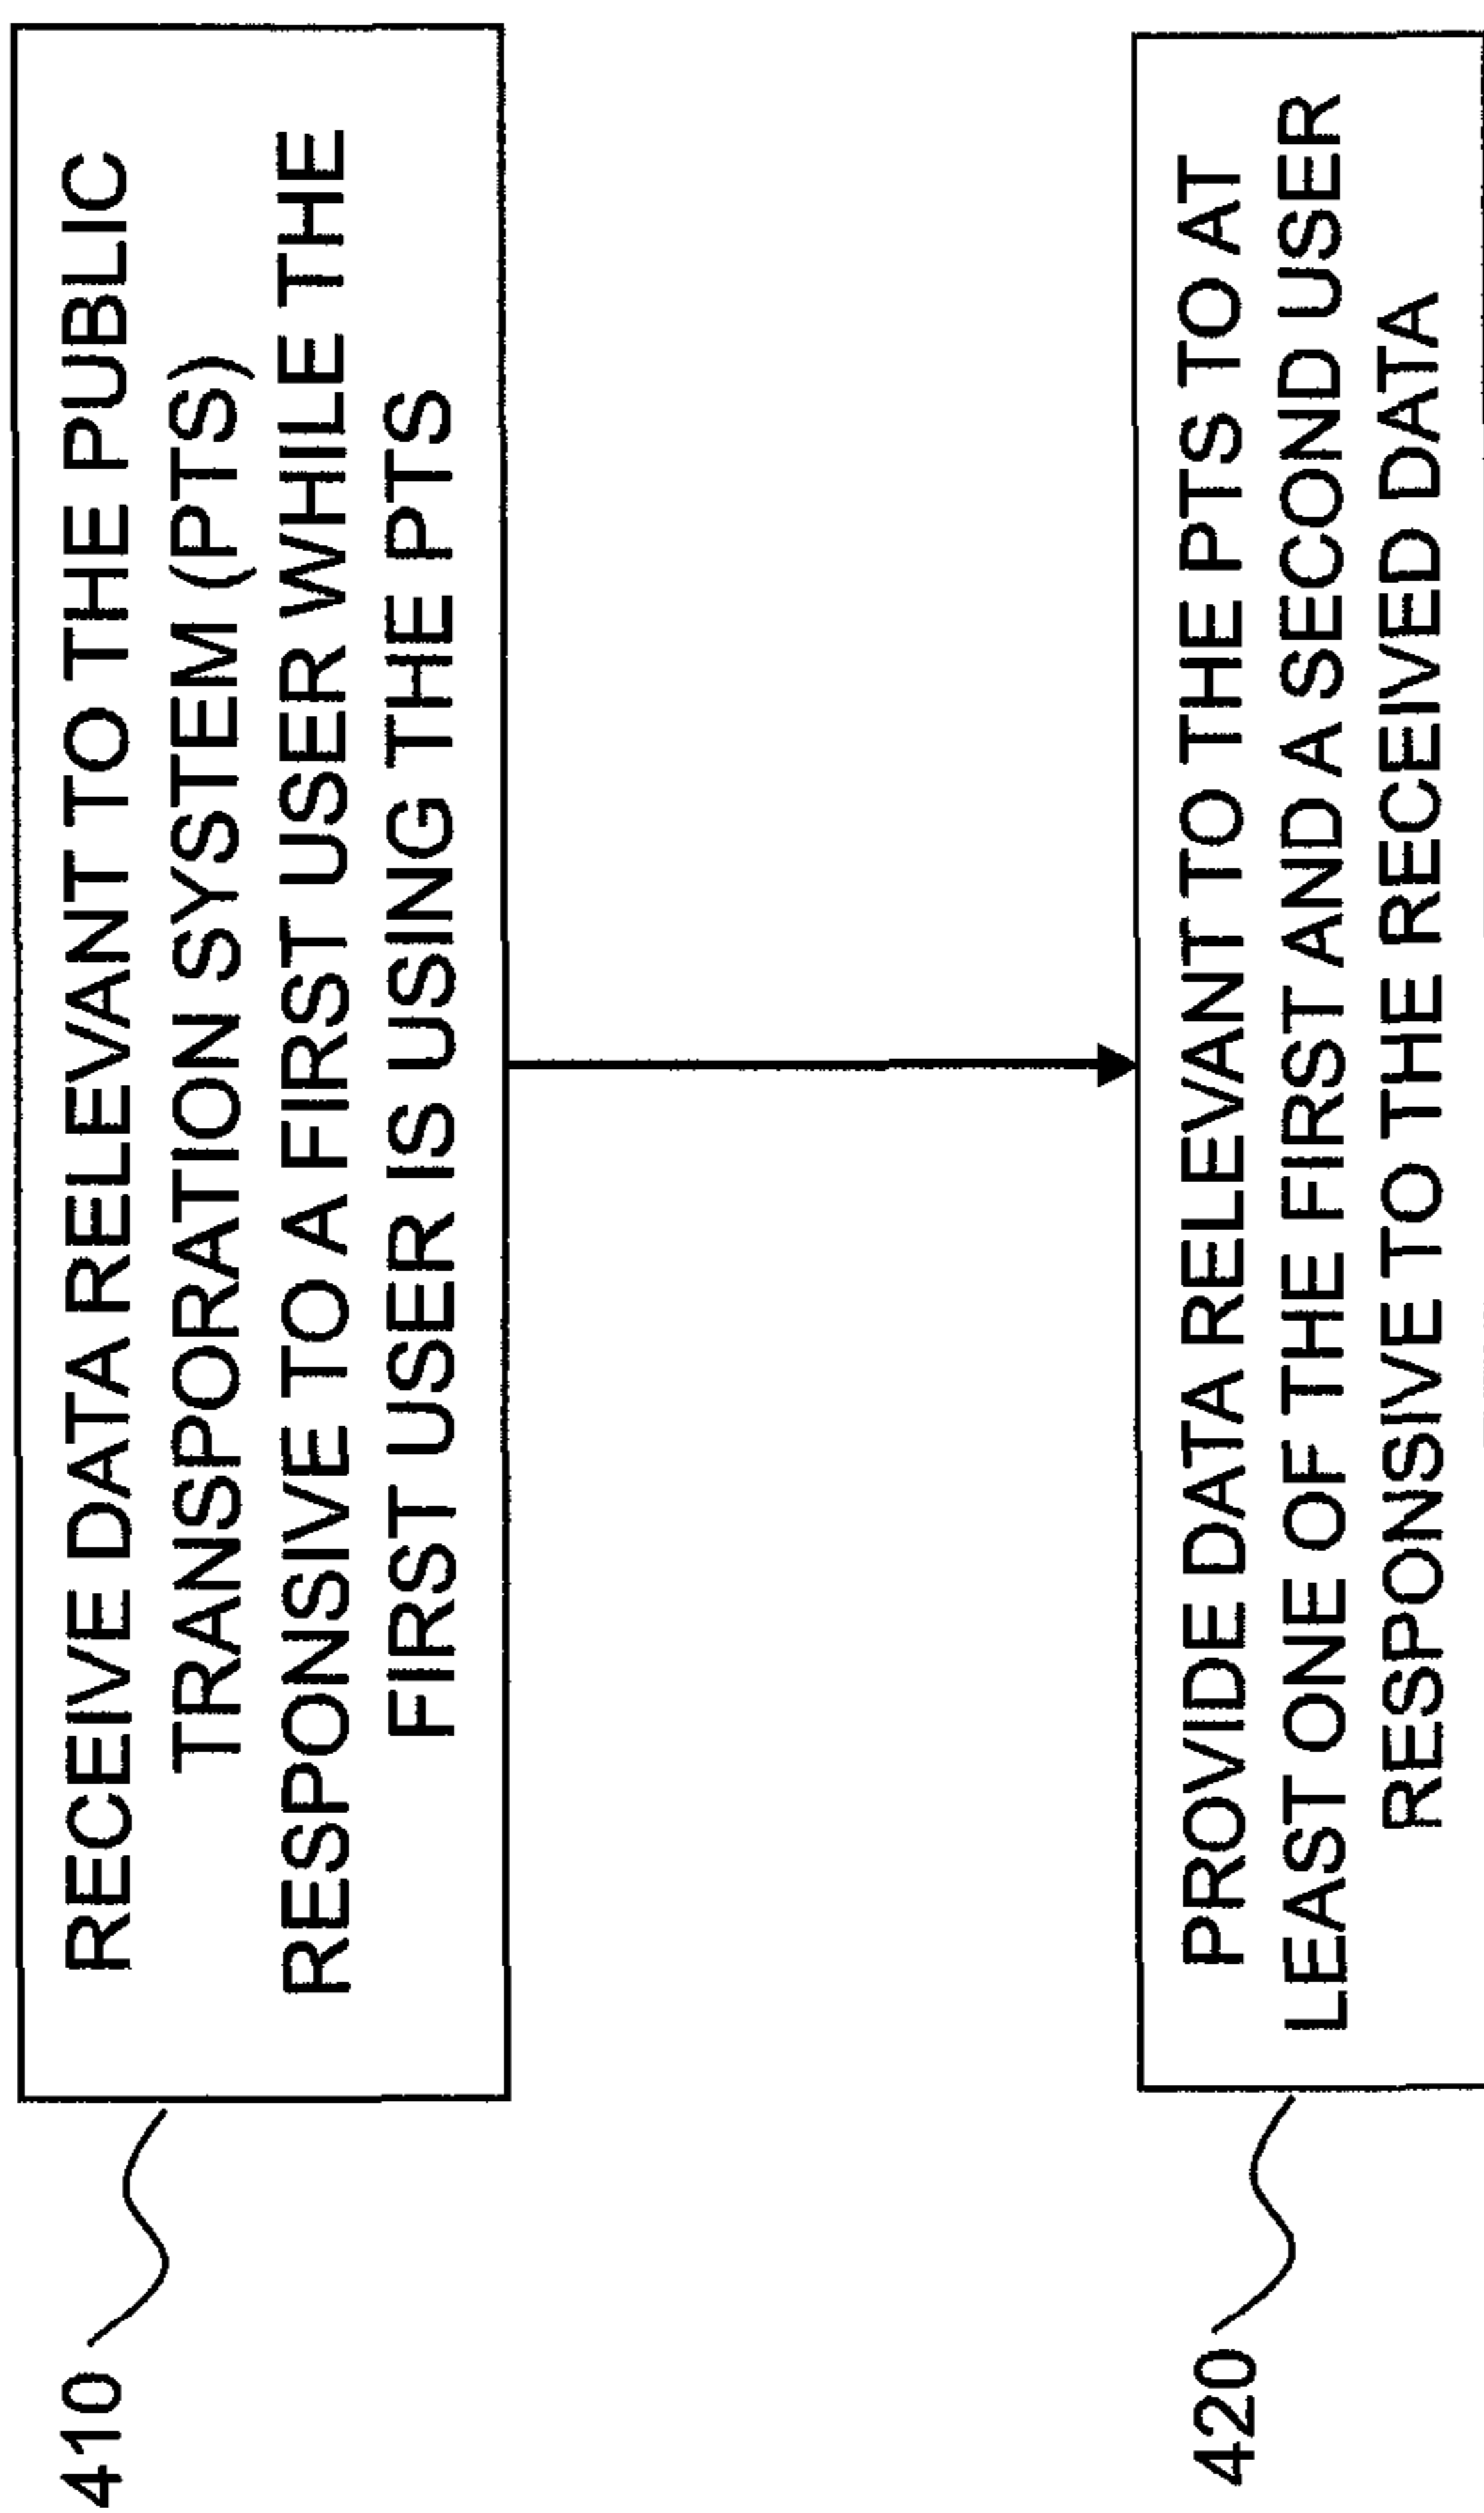 410
RECEIVE DATA RELEVANT TO THE PUBLIC
TRANSPORATION SYSTEM (PTS)
RESPONSIVE TO A FIRST USER WHILE THE
FIRST USER IS USING THE PTS
420
PROVIDE DATA RELEVANT TO THE PTS TO AT
LEAST ONE OF THE FIRST AND A SECOND USER
RESPONSIVE TO THE RECEIVED DATA